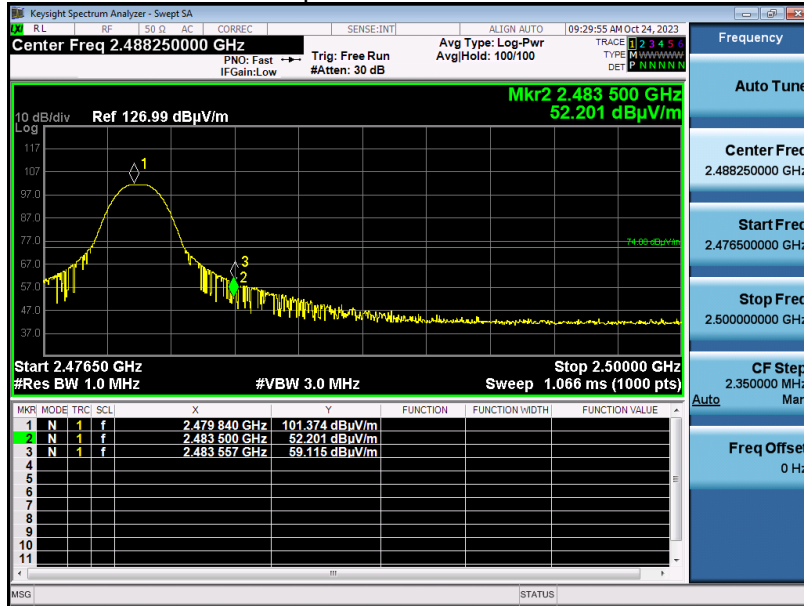 Keysight Spectrum Analyzer - Swept SA
LXI RL RF 50 Ω AC CORREC SENSE:INT ALIGN AUTO 09:29:55 AM Oct 24, 2023
Center Freq 2.488250000 GHz
PNO: Fast
IFGain:Low
Trig: Free Run
#Atten: 30 dB
Avg Type: Log-Pwr
Avg|Hold: 100/100
TRACE 1 2 3 4 5 6
TYPE M WWWWW
DET P N N N N N
Mkr2 2.483 500 GHz
52.201 dBµV/m
10 dB/div Ref 126.99 dBµV/m
Log
117
107
97.0
87.0
77.0
67.0
57.0
47.0
37.0
1
3
2
74.00 dBµV/m
Start 2.47650 GHz Stop 2.50000 GHz
#Res BW 1.0 MHz #VBW 3.0 MHz Sweep 1.066 ms (1000 pts)
MKR MODE TRC SCL X Y FUNCTION FUNCTION WIDTH FUNCTION VALUE
1 N 1 f 2.479 840 GHz 101.374 dBµV/m
2 N 1 f 2.483 500 GHz 52.201 dBµV/m
3 N 1 f 2.483 557 GHz 59.115 dBµV/m
4
5
6
7
8
9
10
11
MSG STATUS
Frequency
Auto Tune
Center Freq
2.488250000 GHz
Start Freq
2.476500000 GHz
Stop Freq
2.500000000 GHz
CF Step
2.350000 MHz
Auto Man
Freq Offset
0 Hz